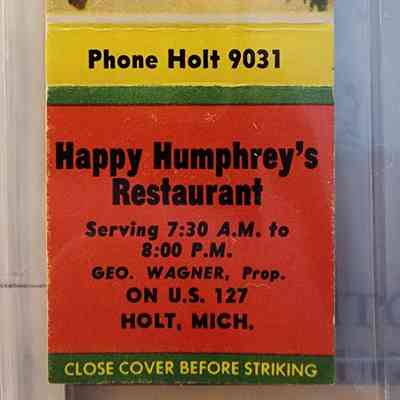 Phone Holt 9031
Happy Humphrey's
Restaurant
Serving 7:30 A.M. to
8:00 P.M.
GEO. WAGNER, Prop.
ON U.S. 127
HOLT, MICH.
CLOSE COVER BEFORE STRIKING